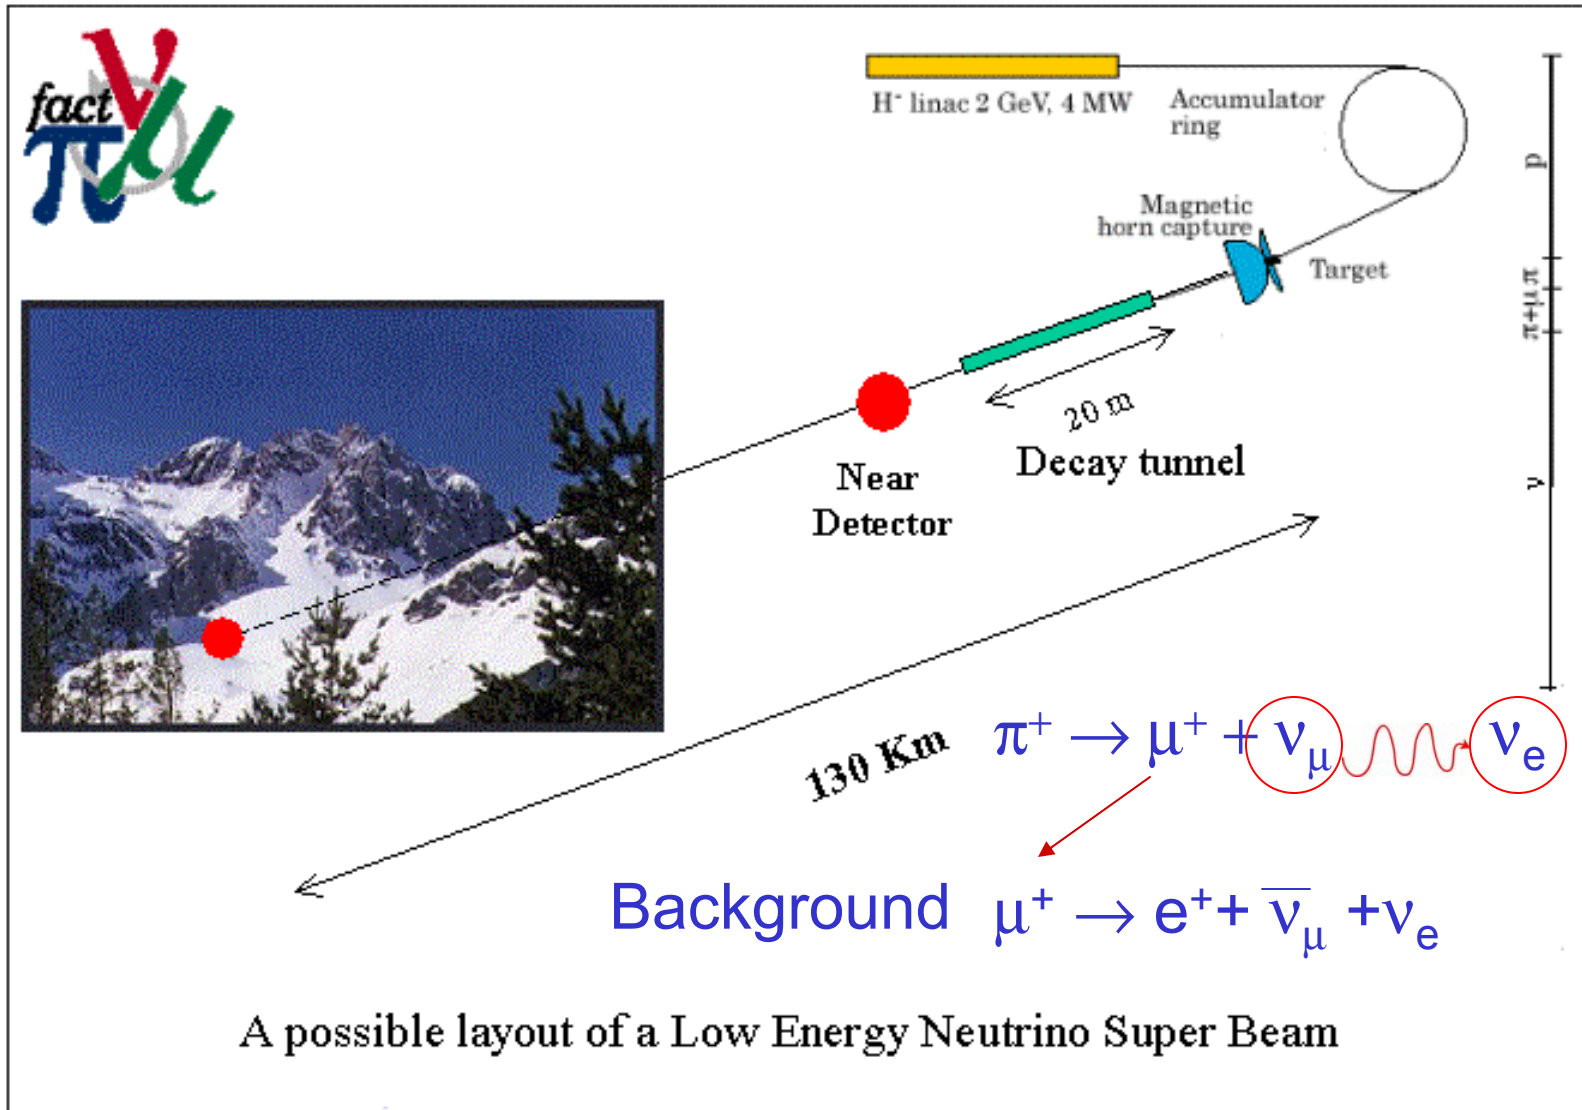 fact
πνμ
H⁻ linac 2 GeV, 4 MW
Accumulator
ring
p
Magnetic
horn capture
Target
π
π+μ
20 m
Decay tunnel
Near
Detector
ν
130 Km
π⁺ → μ⁺ + ν_μ ν_e
Background μ⁺ → e⁺+ ν̅_μ +ν_e
A possible layout of a Low Energy Neutrino Super Beam